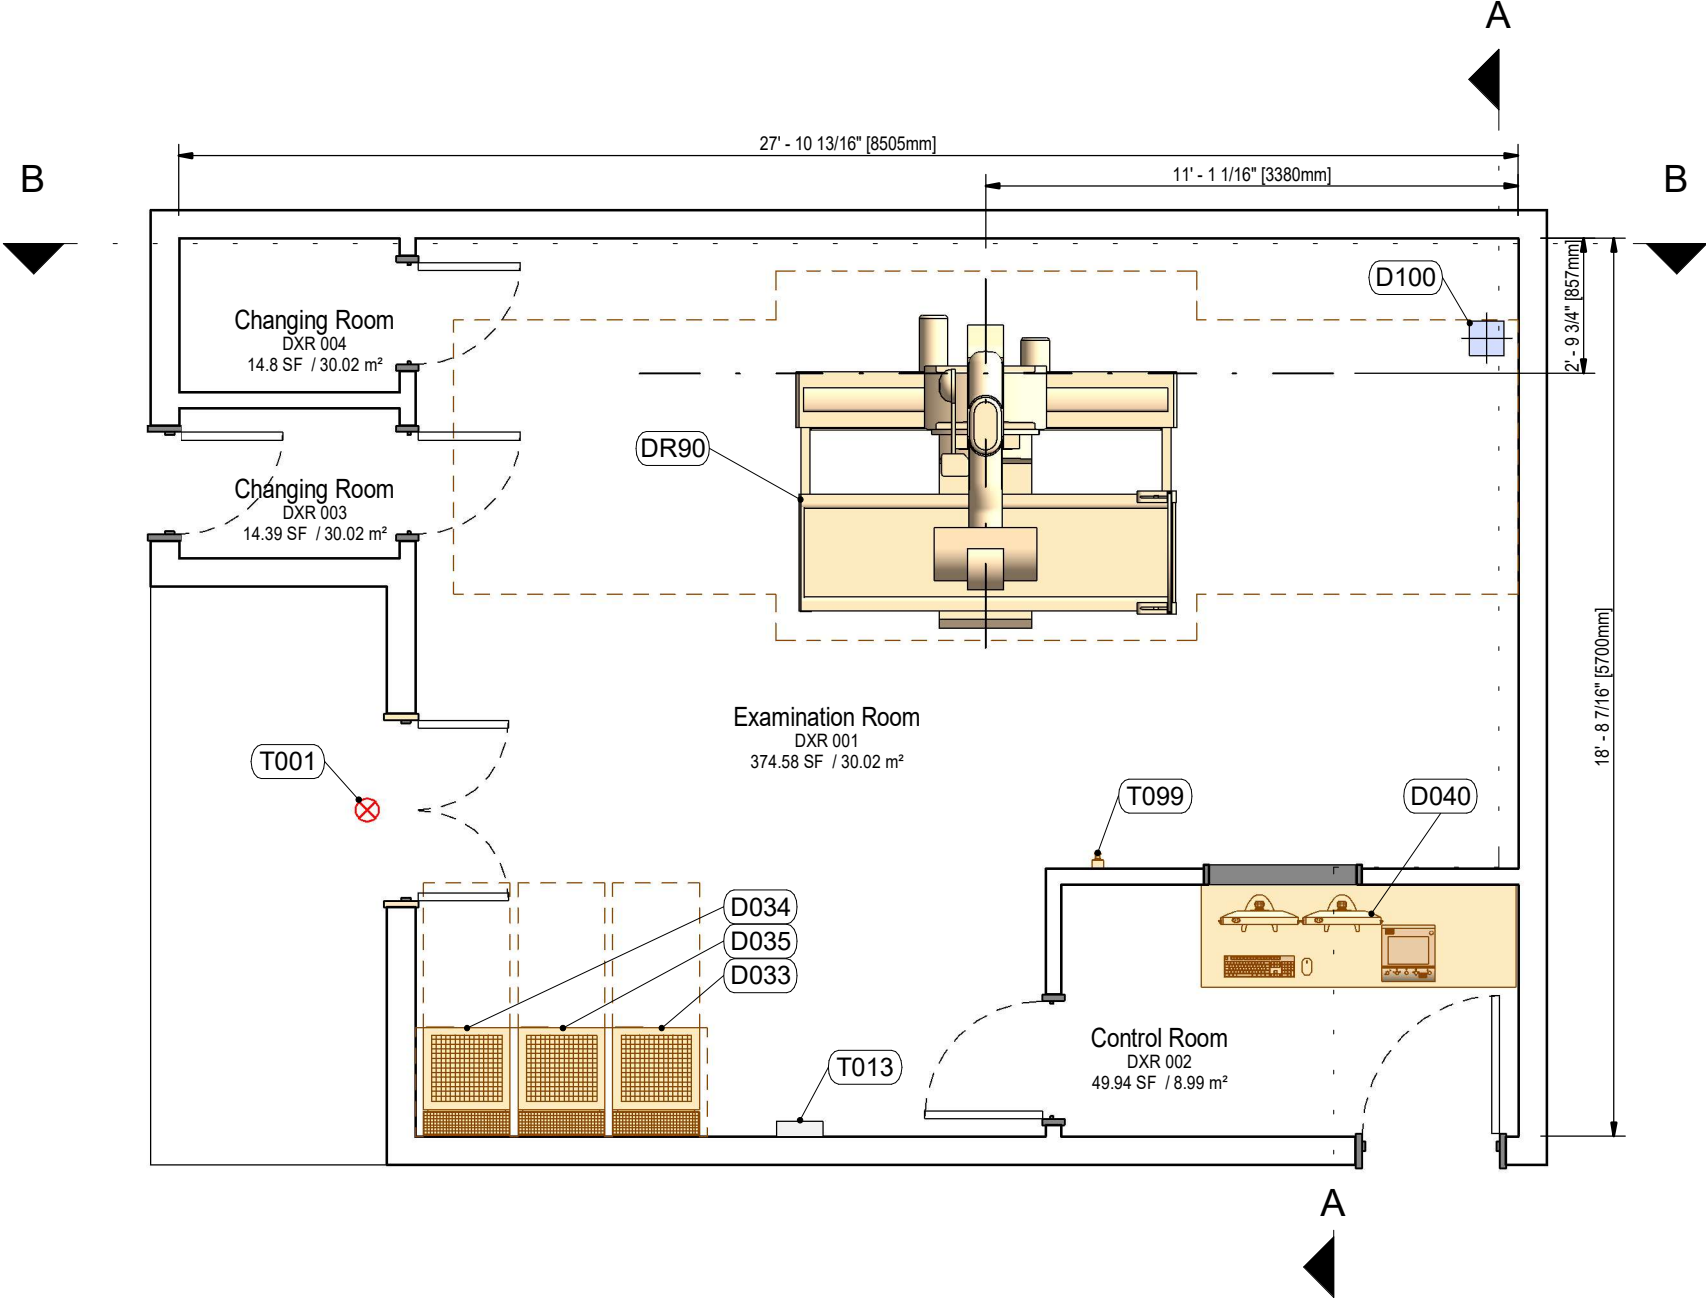 A
27' - 10 13/16" [8505mm]
11' - 1 1/16" [3380mm]
B
B
2' - 9 3/4" [857mm]
D100
Changing Room
DXR 004
14.8 SF / 30.02 m²
DR90
Changing Room
DXR 003
14.39 SF / 30.02 m²
18' - 8 7/16" [5700mm]
Examination Room
DXR 001
374.58 SF / 30.02 m²
T001
T099
D040
D034
D035
D033
Control Room
DXR 002
49.94 SF / 8.99 m²
T013
A